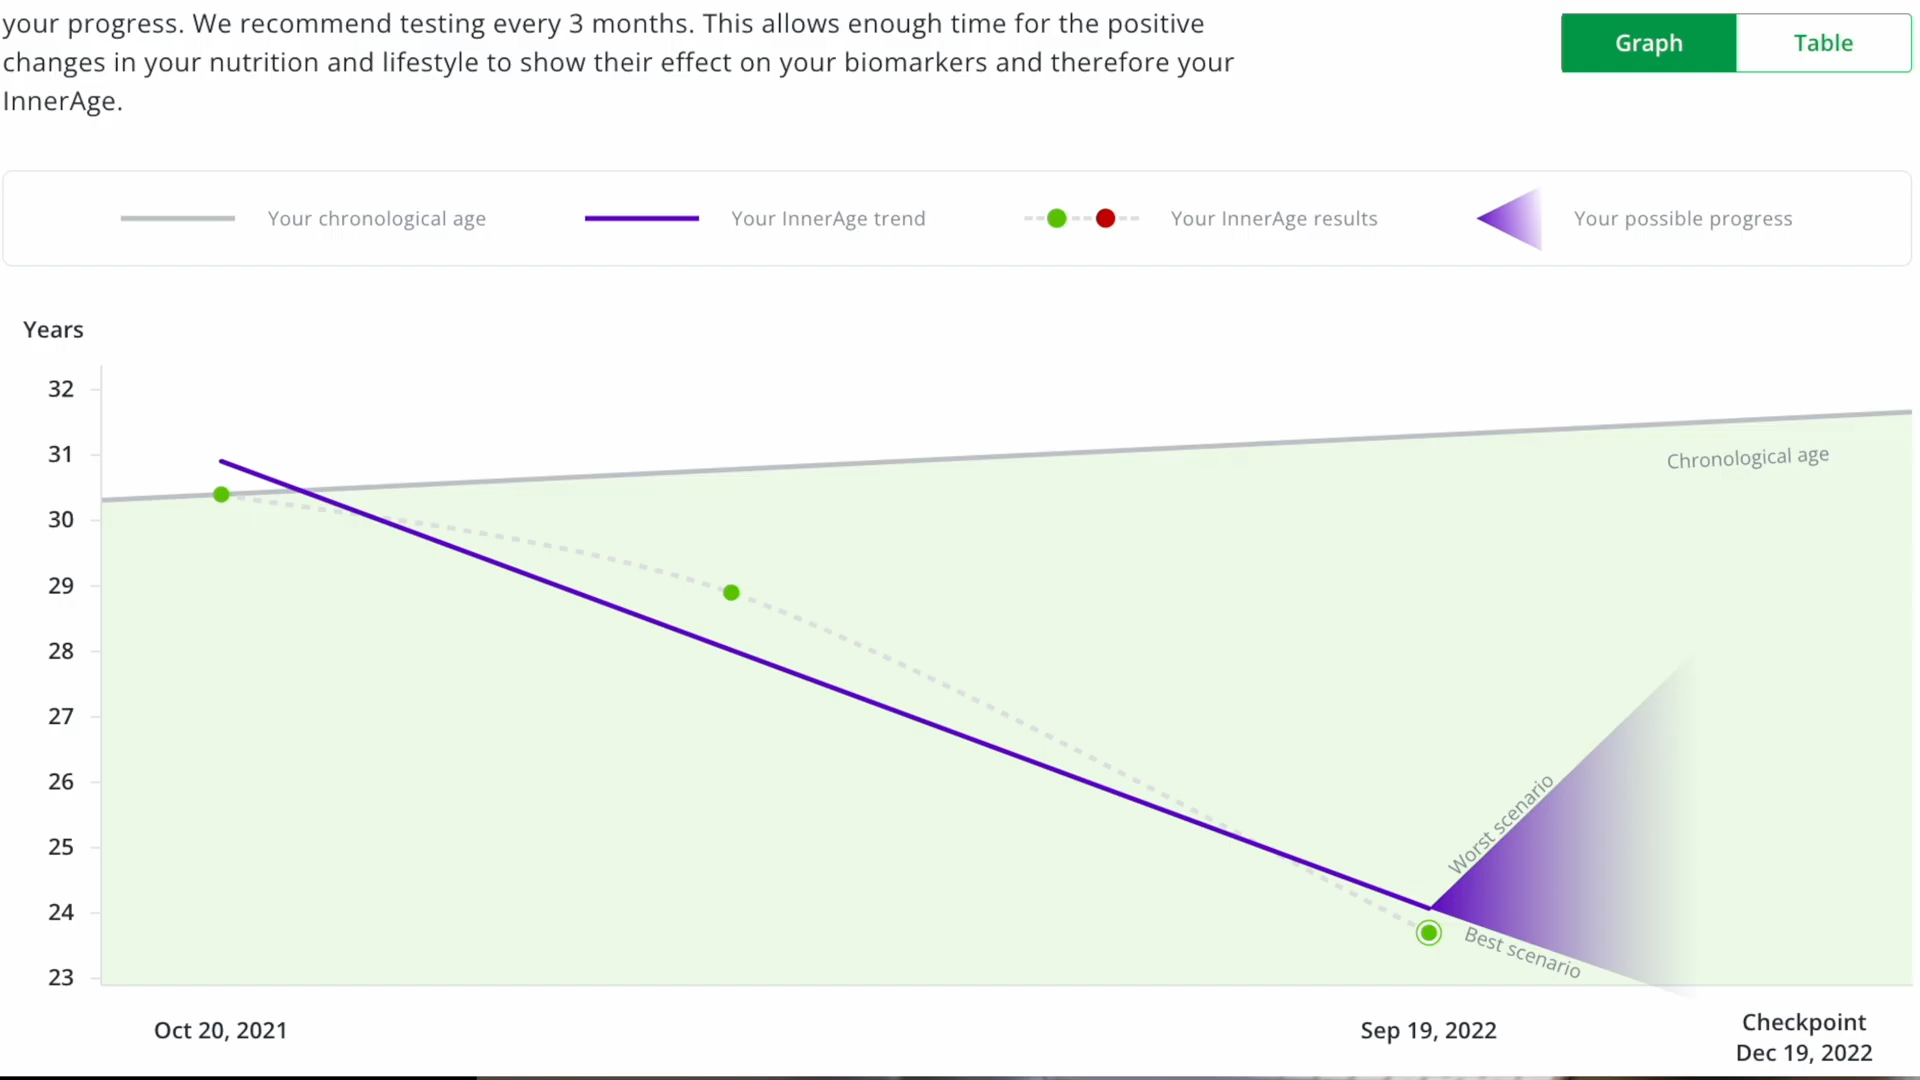 your progress. We recommend testing every 3 months. This allows enough time for the positive
changes in your nutrition and lifestyle to show their effect on your biomarkers and therefore your
InnerAge.
Graph
Table
Your chronological age
Your InnerAge trend
Your InnerAge results
Your possible progress
Years
32
31
30
29
28
27
26
25
24
23
Chronological age
Worst scenario
Best scenario
Oct 20, 2021
Sep 19, 2022
Checkpoint
Dec 19, 2022